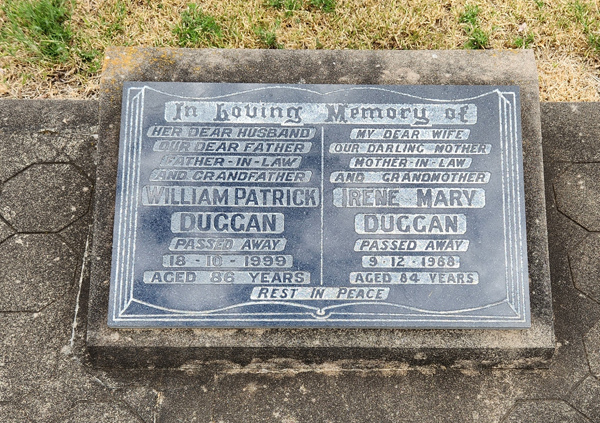 In Loving Memory of
HER DEAR HUSBAND
OUR DEAR FATHER
FATHER-IN-LAW
AND GRANDFATHER
WILLIAM PATRICK
DUGGAN
PASSED AWAY
18-10-1999
AGED 86 YEARS
MY DEAR WIFE
OUR DARLING MOTHER
MOTHER-IN-LAW
AND GRANDMOTHER
IRENE MARY
DUGGAN
PASSED AWAY
9-12-1988
AGED 84 YEARS
REST IN PEACE